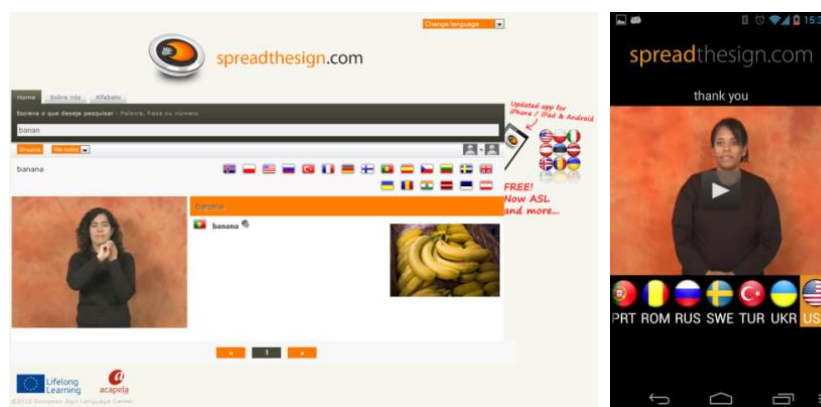 Change language
spreadthesign.com
Home Sobre nós Alfabeto
Escreva o que deseja pesquisar - Palavra, frase ou número
banan
Grupos
banana
banana
banana
« 1 »
Updated app for
iPhone / iPad & Android
FREE!
Now ASL
and more...
Lifelong
Learning
acapela
©2012 European Sign Language Center
15:3
spreadthesign.com
thank you
PRT ROM RUS SWE TUR UKR US